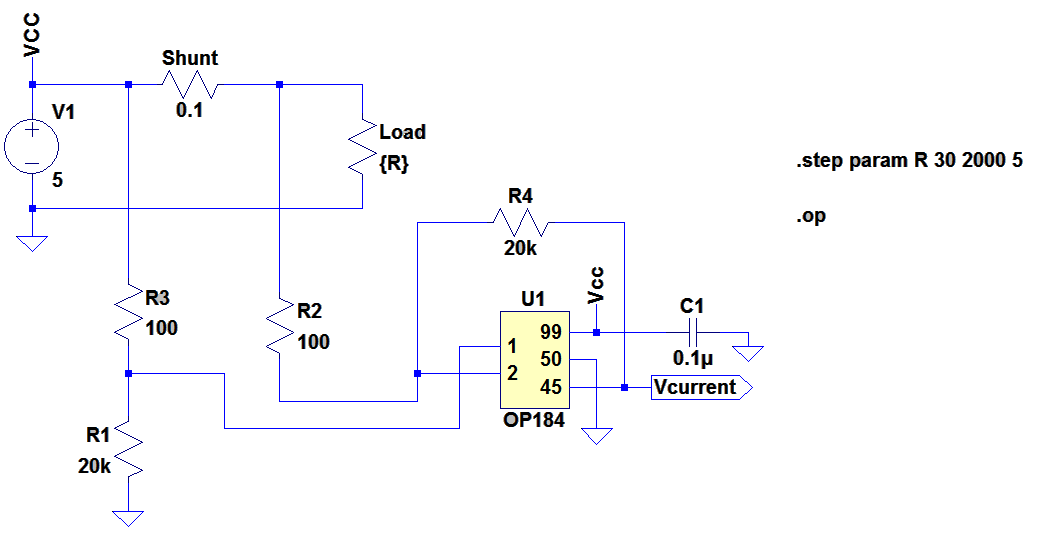 VCC
Shunt
0.1
V1
5
Load
{R}
.step param R 30 2000 5
.op
R4
20k
R3
100
R2
100
U1
Vcc
C1
0.1µ
1
2
99
50
45
Vcurrent
OP184
R1
20k